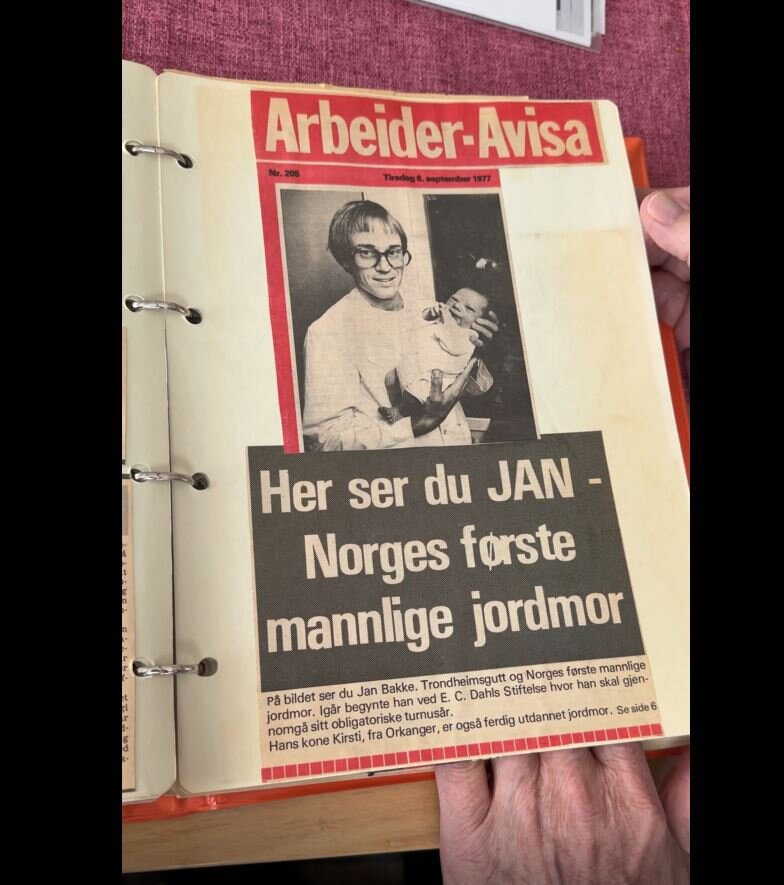 Arbeider-Avisa
Nr. 206 Tirsdag 6. september 1977
Her ser du JAN -
Norges første
mannlige jordmor
På bildet ser du Jan Bakke. Trondheimsgutt og Norges første mannlige
jordmor. Igår begynte han ved E. C. Dahls Stiftelse hvor han skal gjen-
nomgå sitt obligatoriske turnusår.
Hans kone Kirsti, fra Orkanger, er også ferdig utdannet jordmor. Se side 6